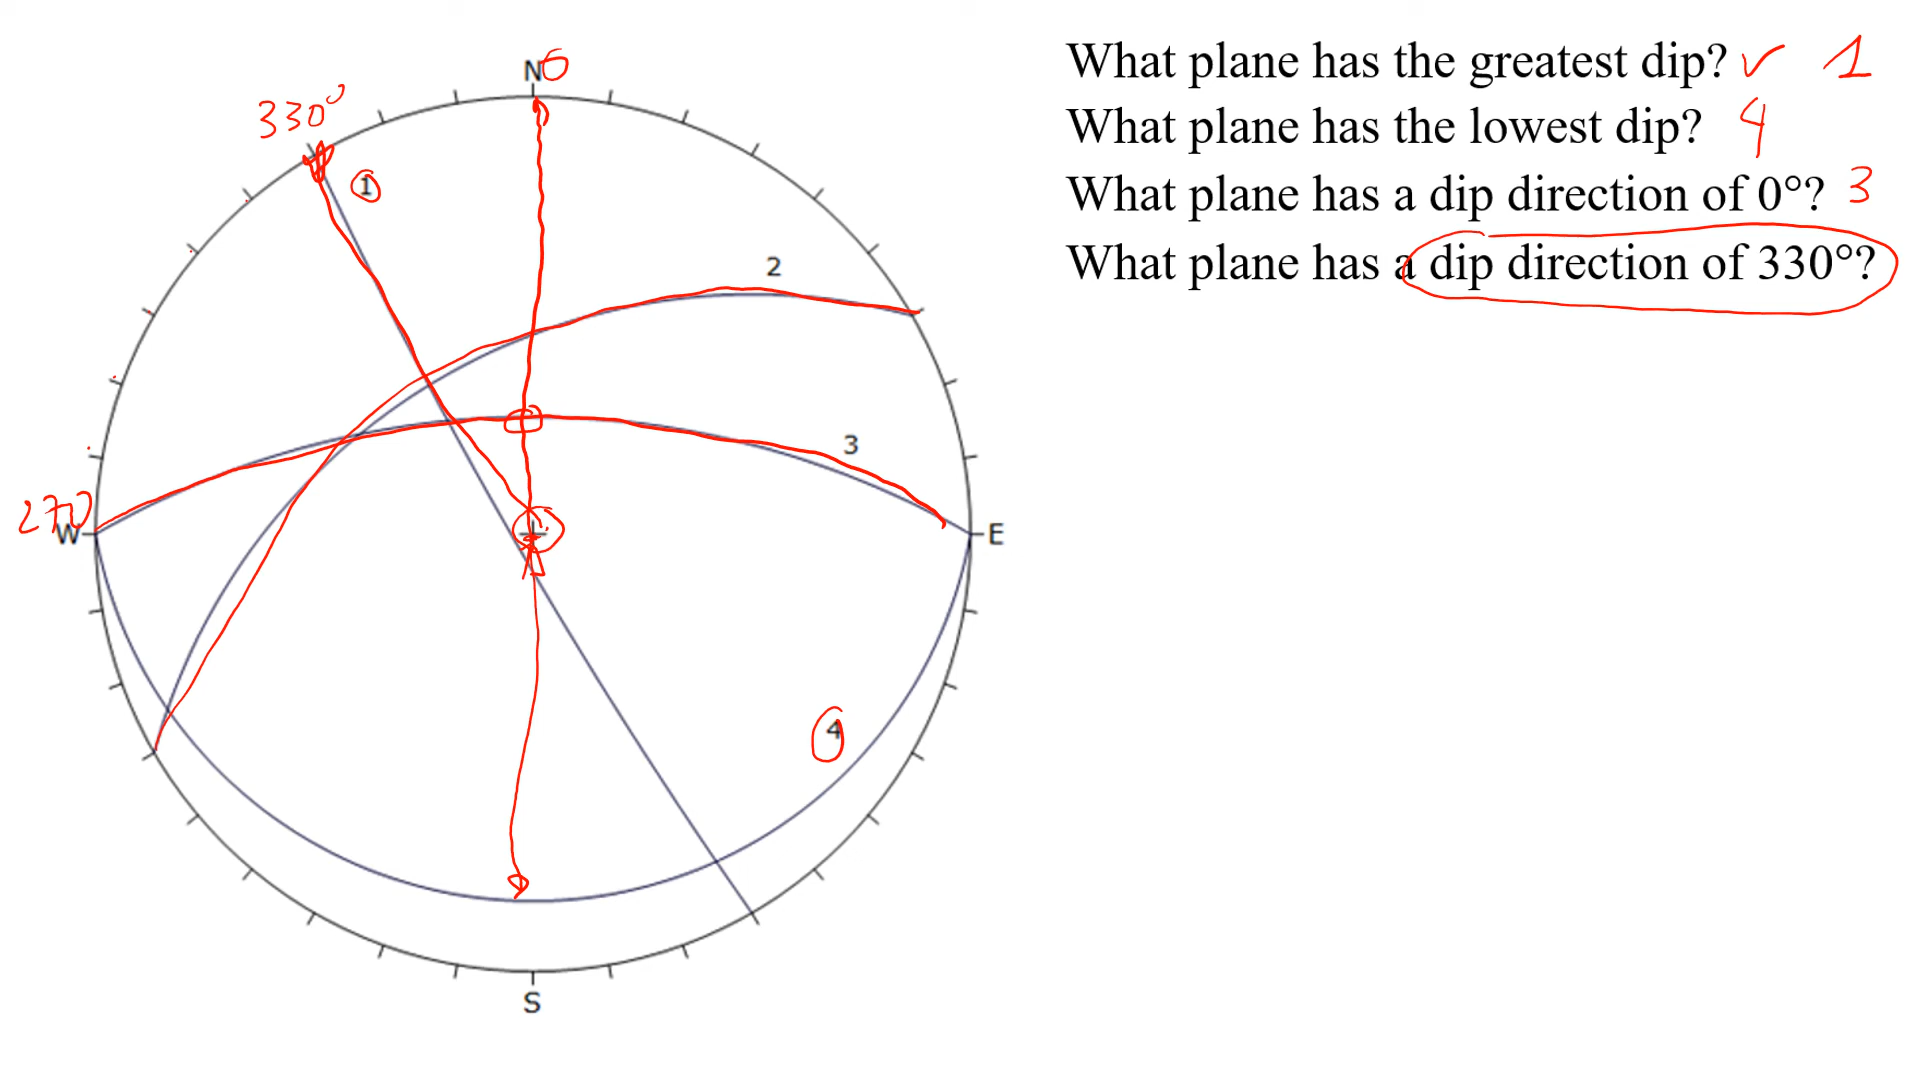 What plane has the greatest dip? ✓ 1
What plane has the lowest dip? 4
What plane has a dip direction of 0°? 3
What plane has a dip direction of 330°?
N 0
330°
1
2
3
270
W
E
4
S